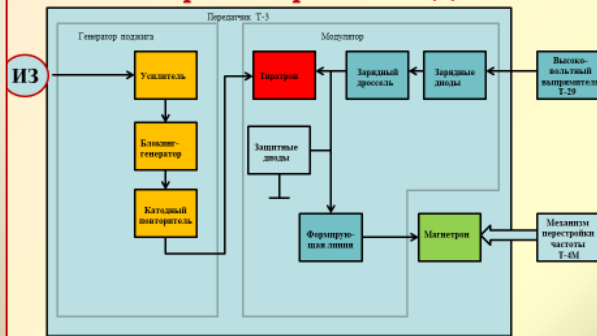 Передатчик Т-3
Генератор поджига
Модулятор
ИЗ
Усилитель
Тиратрон
Зарядный
дроссель
Зарядные
диоды
Высоко-
вольтный
выпрямитель
Т-29
Блокинг-
генератор
Защитные
диоды
Катодный
повторитель
Формирую-
щая линия
Магнетрон
Механизм
перестройки
частоты
Т-4М